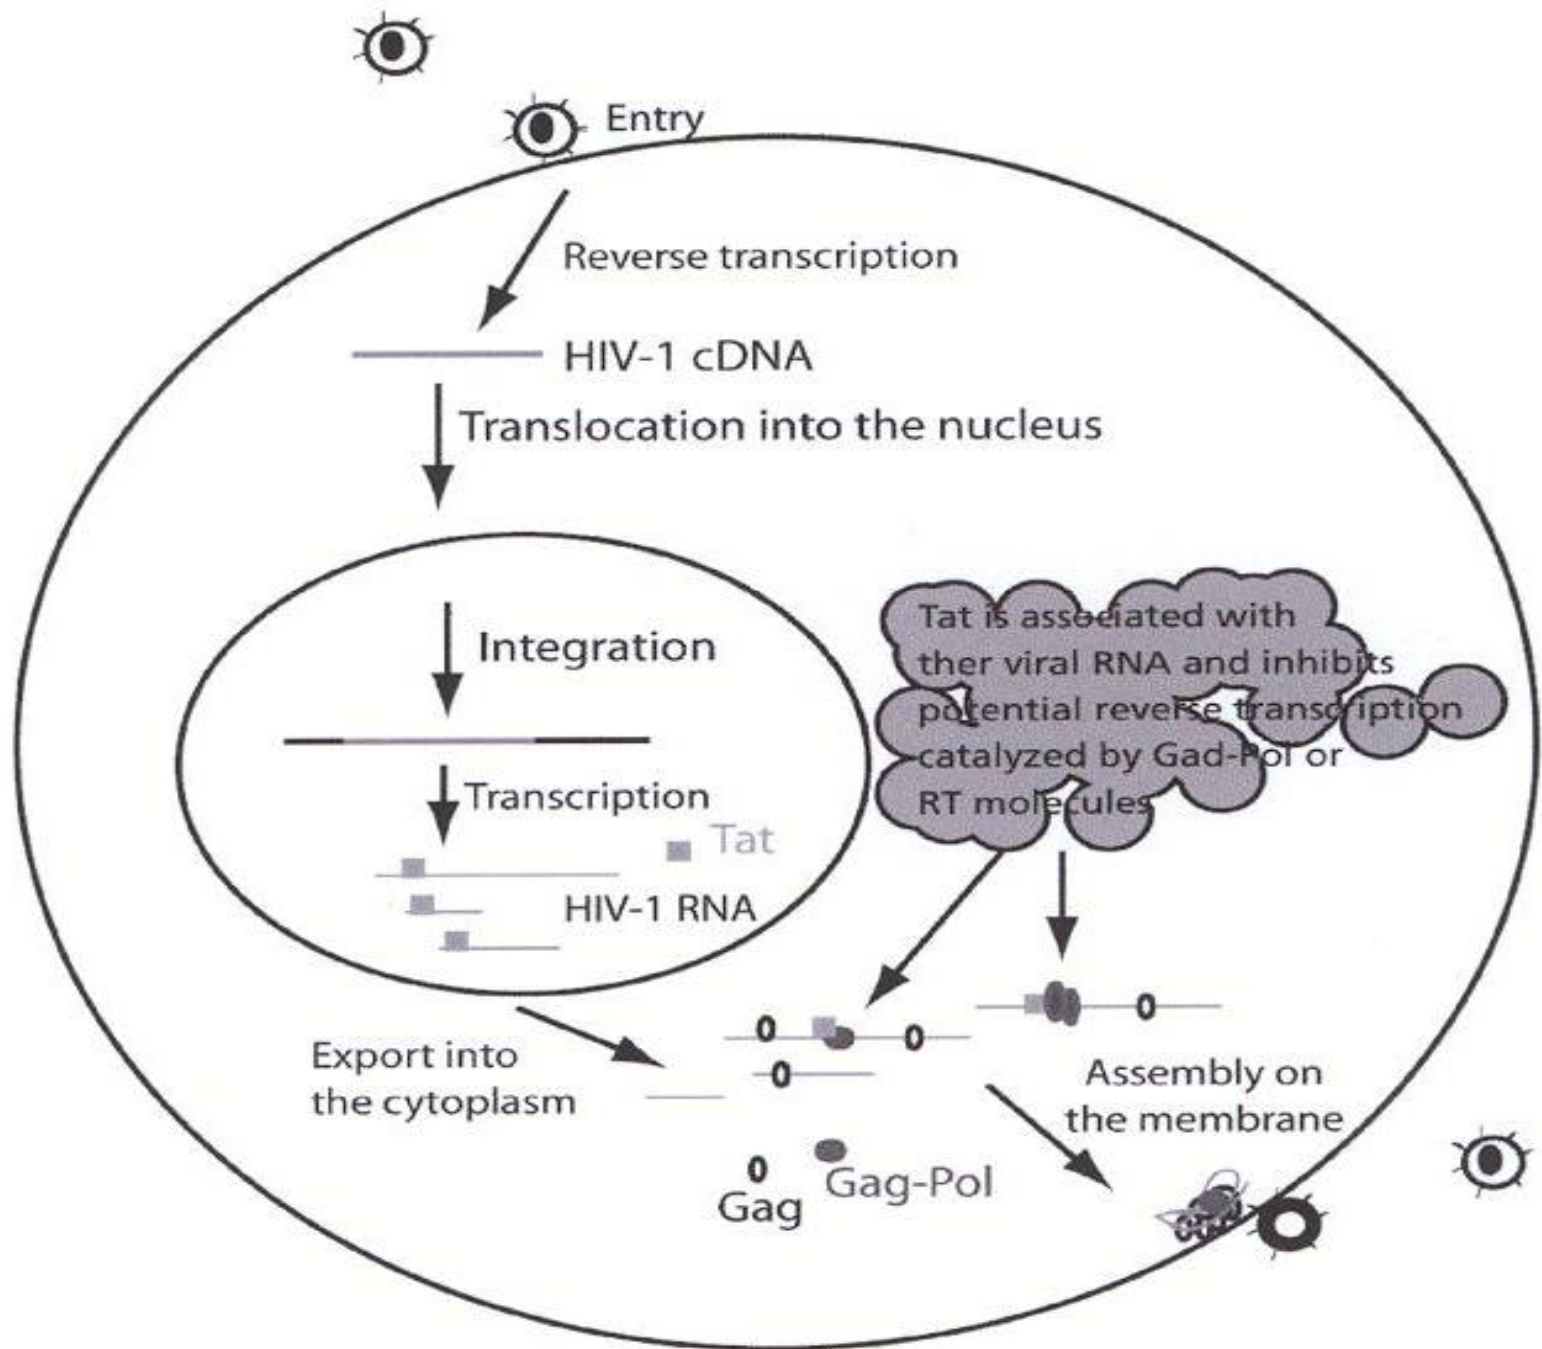 Entry
Reverse transcription
HIV-1 cDNA
Translocation into the nucleus
Integration
Transcription
Tat
HIV-1 RNA
Tat is associated with
ther viral RNA and inhibits
potential reverse transcription
catalyzed by Gad-Pol or
RT molecules
Export into
the cytoplasm
Assembly on
the membrane
Gag
Gag-Pol